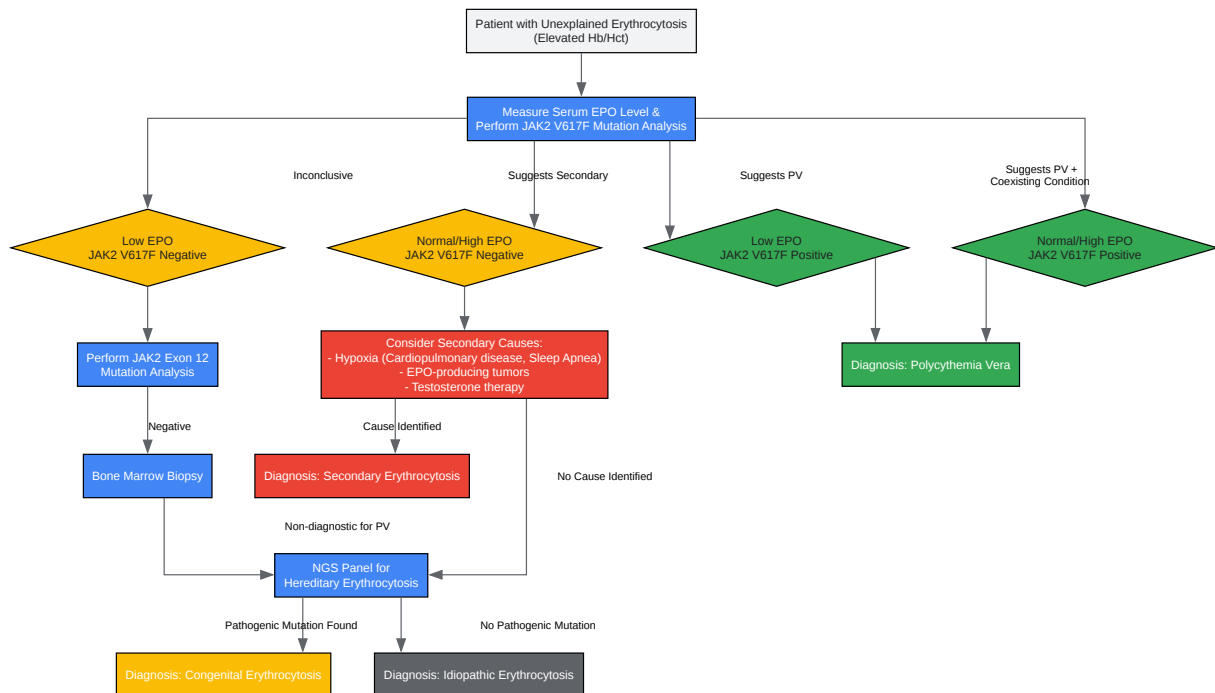 Patient with Unexplained Erythrocytosis
(Elevated Hb/Hct)
Measure Serum EPO Level &
Perform JAK2 V617F Mutation Analysis
Inconclusive
Suggests Secondary
Suggests PV
Suggests PV +
Coexisting Condition
Low EPO
JAK2 V617F Negative
Normal/High EPO
JAK2 V617F Negative
Low EPO
JAK2 V617F Positive
Normal/High EPO
JAK2 V617F Positive
Perform JAK2 Exon 12
Mutation Analysis
Consider Secondary Causes:
- Hypoxia (Cardiopulmonary disease, Sleep Apnea)
- EPO-producing tumors
- Testosterone therapy
Diagnosis: Polycythemia Vera
Negative
Cause Identified
Bone Marrow Biopsy
Diagnosis: Secondary Erythrocytosis
No Cause Identified
Non-diagnostic for PV
NGS Panel for
Hereditary Erythrocytosis
Pathogenic Mutation Found
No Pathogenic Mutation
Diagnosis: Congenital Erythrocytosis
Diagnosis: Idiopathic Erythrocytosis